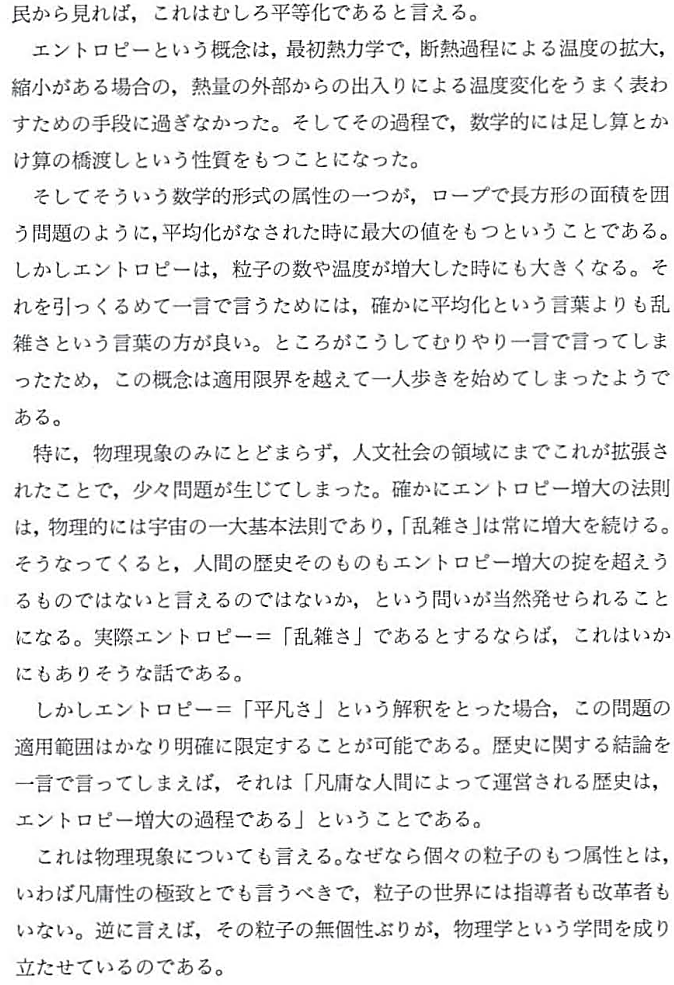 民から見れば，これはむしろ平等化であると言える。
エントロピーという概念は，最初熱力学で，断熱過程による温度の拡大，
縮小がある場合の，熱量の外部からの出入りによる温度変化をうまく表わ
すための手段に過ぎなかった。そしてその過程で，数学的には足し算とか
け算の橋渡しという性質をもつことになった。
そしてそういう数学的形式の属性の一つが，ロープで長方形の面積を囲
う問題のように，平均化がなされた時に最大の値をもつということである。
しかしエントロピーは，粒子の数や温度が増大した時にも大きくなる。そ
れを引っくるめて一言で言うためには，確かに平均化という言葉よりも乱
雑さという言葉の方が良い。ところがこうしてむりやり一言で言ってしま
ったため，この概念は適用限界を越えて一人歩きを始めてしまったようで
ある。
特に，物理現象のみにとどまらず，人文社会の領域にまでこれが拡張さ
れたことで，少々問題が生じてしまった。確かにエントロピー増大の法則
は，物理的には宇宙の一大基本法則であり，「乱雑さ」は常に増大を続ける。
そうなってくると，人間の歴史そのものもエントロピー増大の掟を超えう
るものではないと言えるのではないか，という問いが当然発せられること
になる。実際エントロピー＝「乱雑さ」であるとするならば，これはいか
にもありそうな話である。
しかしエントロピー＝「平凡さ」という解釈をとった場合，この問題の
適用範囲はかなり明確に限定することが可能である。歴史に関する結論を
一言で言ってしまえば，それは「凡庸な人間によって運営される歴史は，
エントロピー増大の過程である」ということである。
これは物理現象についても言える。なぜなら個々の粒子のもつ属性とは，
いわば凡庸性の極致とでも言うべきで，粒子の世界には指導者も改革者も
いない。逆に言えば，その粒子の無個性ぶりが，物理学という学問を成り
立たせているのである。